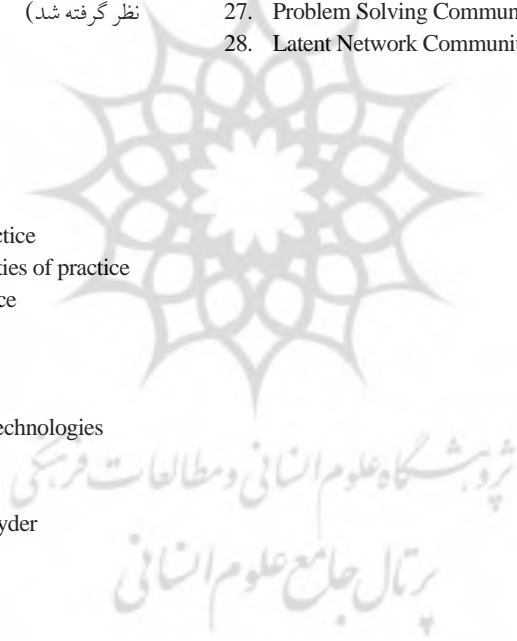 نظر گرفته شد)
27. Problem Solving Commun
28. Latent Network Communit
ctice
ties of practice
ce
echnologies
yder
پژوهشگاه علوم انسانی و مطالعات فرهنگی
پرتال جامع علوم انسانی